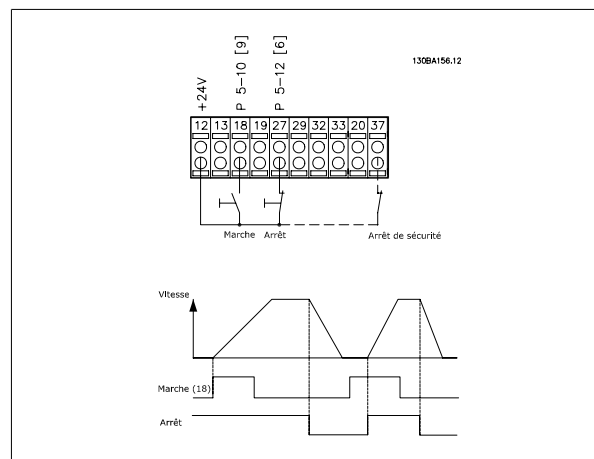 130BA156.12
+24V
P 5-10 [9]
P 5-12 [6]
12 13 18 19 27 29 32 33 20 37
Marche Arrêt Arrêt de sécurité
Vitesse
Marche (18)
Arrêt